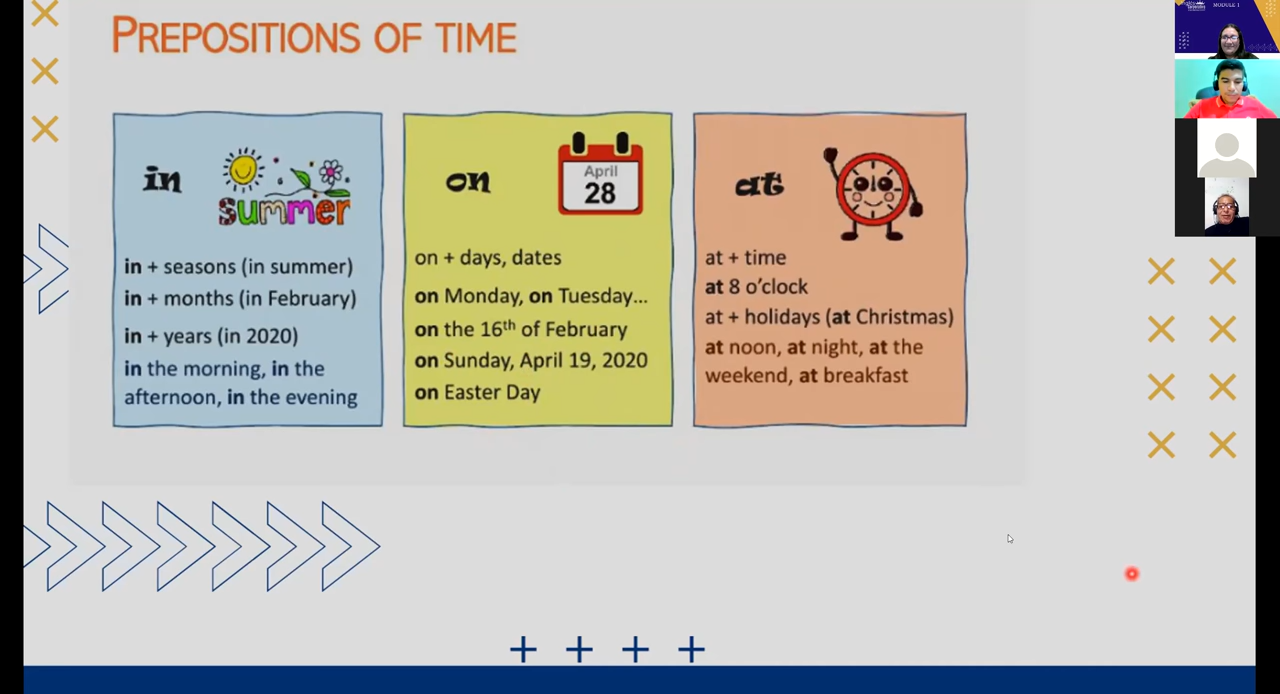 PREPOSITIONS OF TIME
in
summer
in + seasons (in summer)
in + months (in February)
in + years (in 2020)
in the morning, in the
afternoon, in the evening
on
April
28
on + days, dates
on Monday, on Tuesday...
on the 16th of February
on Sunday, April 19, 2020
on Easter Day
at
at + time
at 8 o'clock
at + holidays (at Christmas)
at noon, at night, at the
weekend, at breakfast
MODULE 1